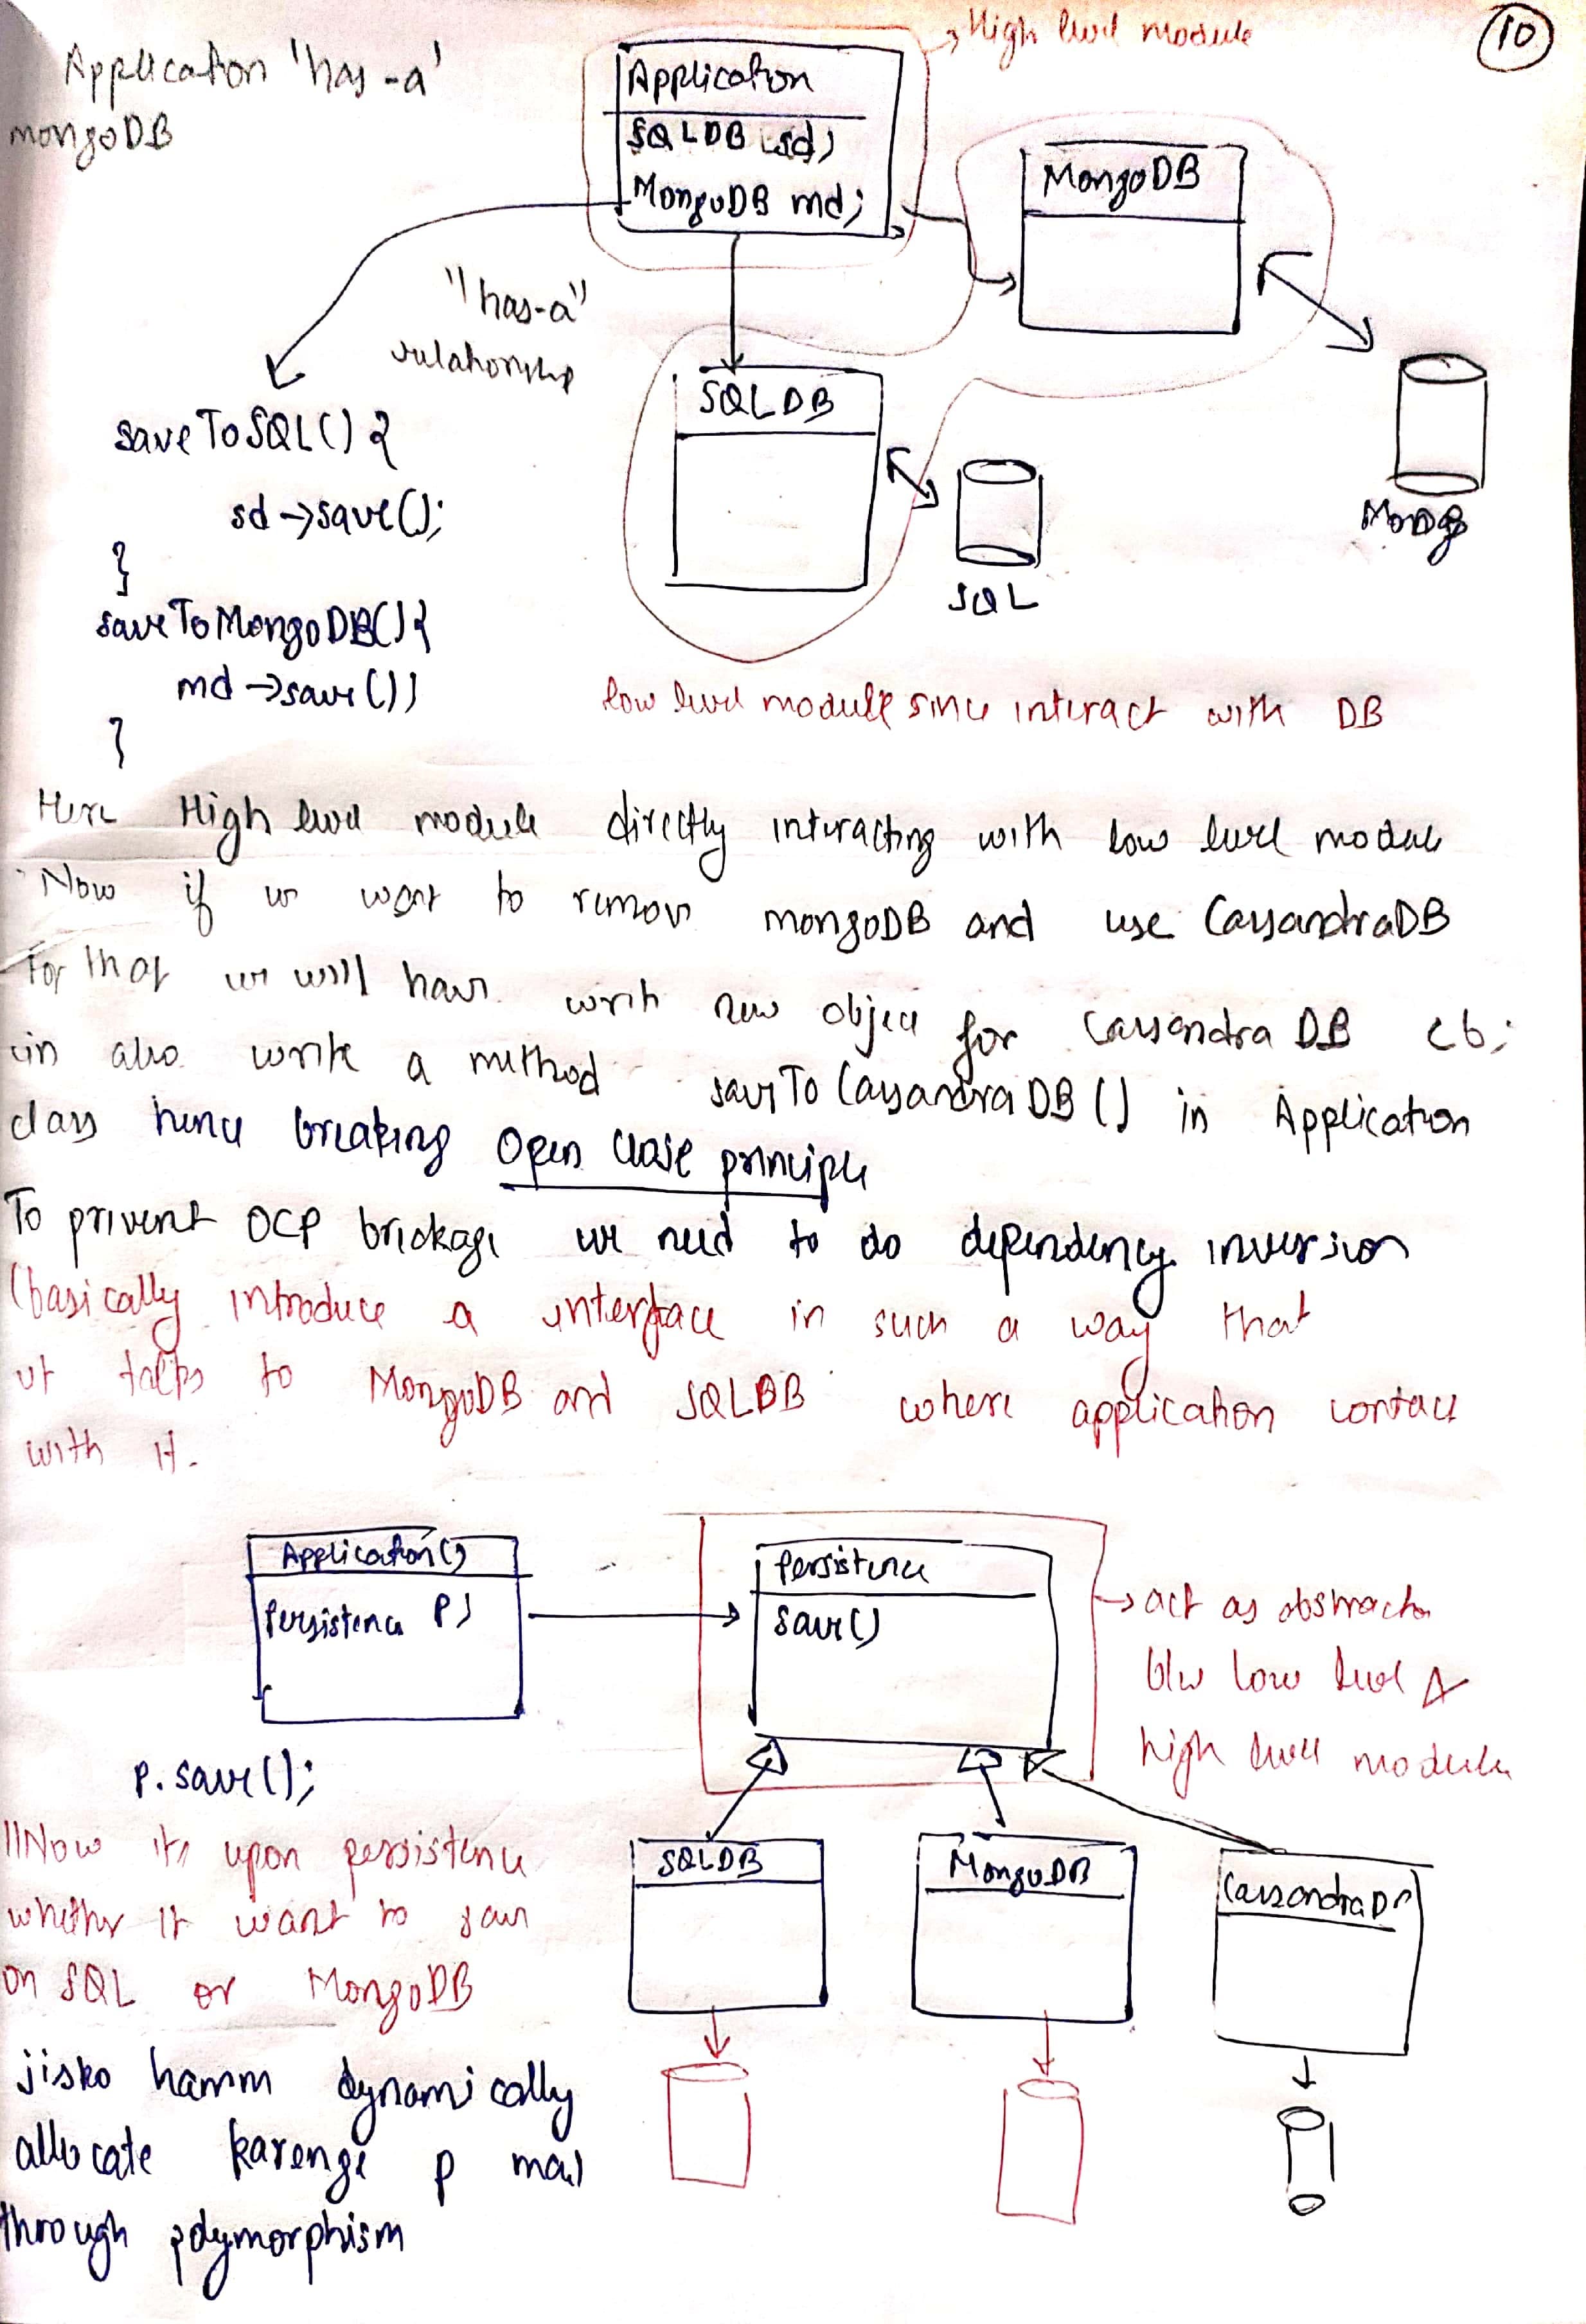 10
High level module
Application 'has-a'
mongoDB
Application
SQLDB sd;
MongoDB md;
MongoDB
"has-a"
relationship
SQLDB
SQL
saveToSQL() {
sd->save();
}
saveToMongoDB(){
md->save();
}
low level module since interact with DB
Here High level module directly interacting with low level module
Now if we want to remove mongoDB and use CassandraDB
For that we will have write new object for Cassandra DB cb;
in also write a method saveTo CassandraDB() in Application
class hence breaking Open Close principle
To prevent OCP breakage we need to do dependency inversion
(basically introduce a interface in such a way that
it talks to MongoDB and SQLDB where application contact
with it.
Application()
Persistence P;
Persistence
save()
-> act as abstraction
b/w low level &
high level module
p.save();
//Now its upon persistence
whether it want to save
on SQL or MongoDB
SQLDB
MongoDB
CassandraDB
jisko hamm dynamically
allocate karenge p mai
through polymorphism